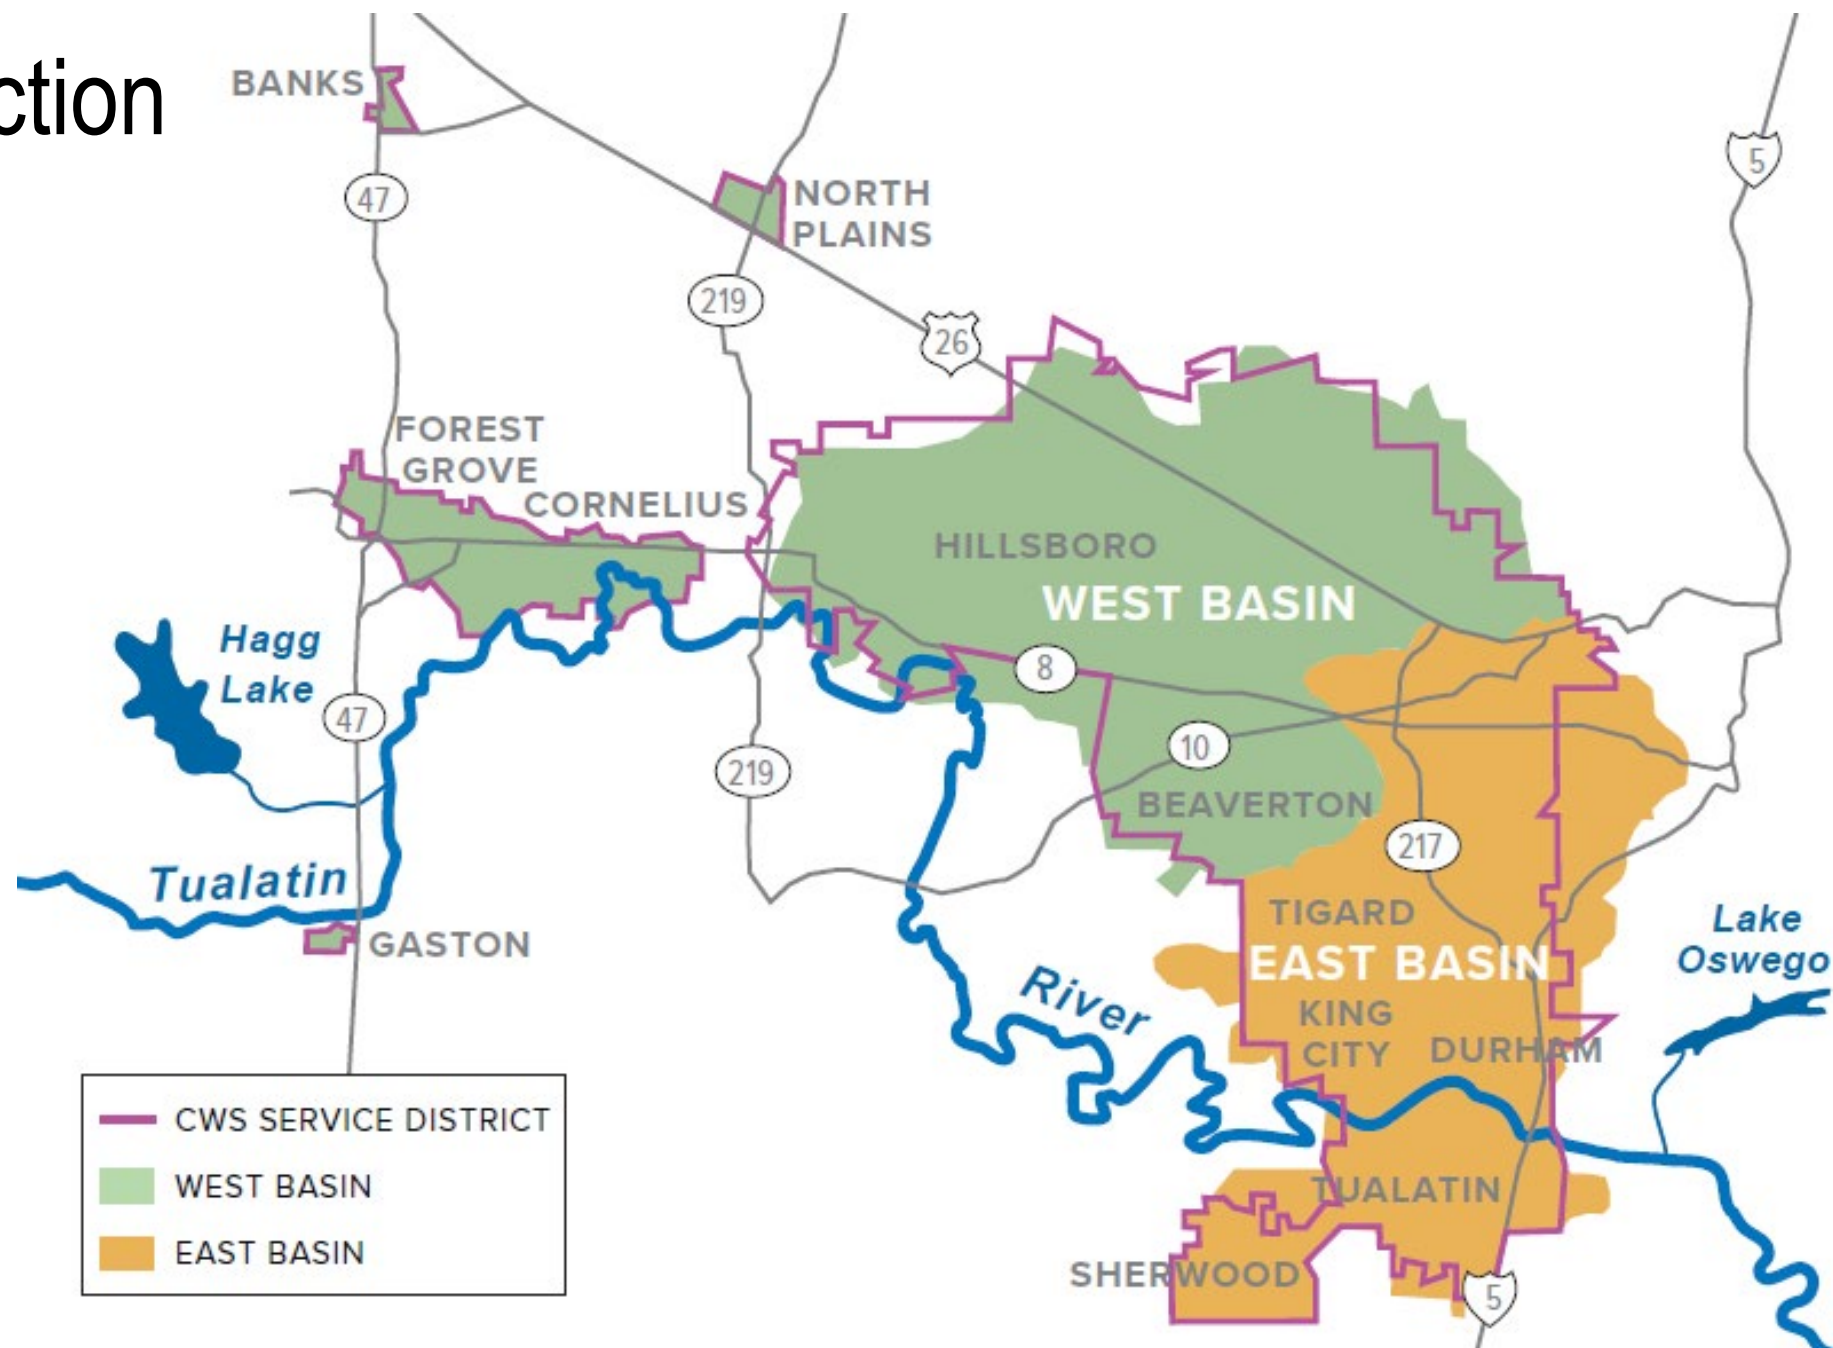 ction
BANKS
47
NORTH
PLAINS
5
219
26
FOREST
GROVE
CORNELIUS
HILLSBORO
WEST BASIN
Hagg
Lake
8
47
10
219
BEAVERTON
217
Tualatin
TIGARD
Lake
Oswego
GASTON
EAST BASIN
River
KING
CITY
DURHAM
CWS SERVICE DISTRICT
WEST BASIN
EAST BASIN
TUALATIN
SHERWOOD
5